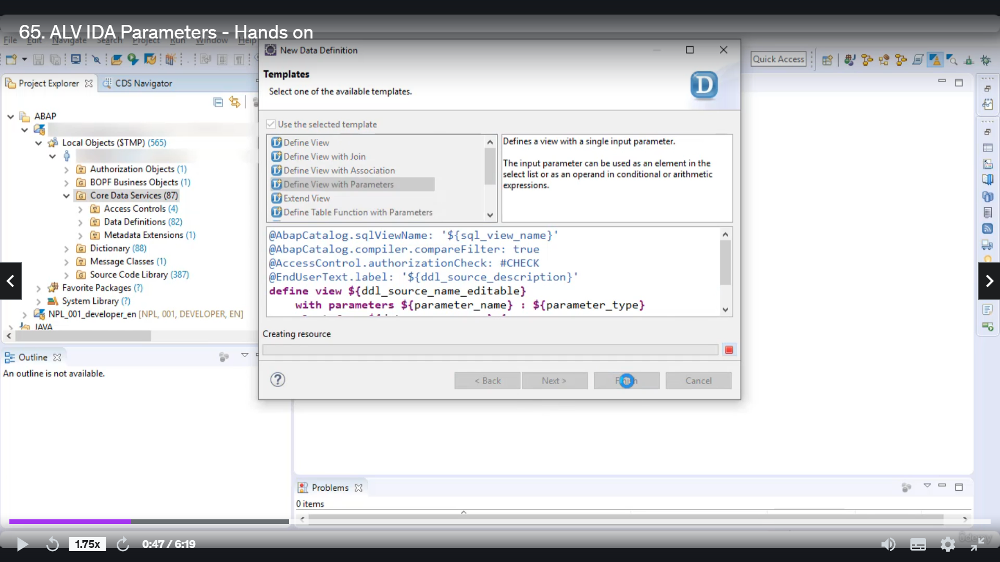 65. ALV IDA Parameters - Hands on
File Edit Navigate Search Project Run Window Help
New Data Definition
Quick Access
Templates
Select one of the available templates.
Project Explorer
CDS Navigator
ABAP
Local Objects ($TMP) (565)
Authorization Objects (1)
BOPF Business Objects (1)
Core Data Services (87)
Access Controls (4)
Data Definitions (82)
Metadata Extensions (1)
Dictionary (88)
Message Classes (1)
Source Code Library (387)
Favorite Packages (?)
System Library (?)
NPL_001_developer_en [NPL, 001, DEVELOPER, EN]
JAVA
Use the selected template
Define View
Define View with Join
Define View with Association
Define View with Parameters
Extend View
Define Table Function with Parameters
Defines a view with a single input parameter.
The input parameter can be used as an element in the
select list or as an operand in conditional or arithmetic
expressions.
@AbapCatalog.sqlViewName: '${sql_view_name}'
@AbapCatalog.compiler.compareFilter: true
@AccessControl.authorizationCheck: #CHECK
@EndUserText.label: '${ddl_source_description}'
define view ${ddl_source_name_editable}
with parameters ${parameter_name} : ${parameter_type}
Creating resource
< Back
Next >
Finish
Cancel
Outline
An outline is not available.
Problems
0 items
1.75x
0:47 / 6:19
ûdemy